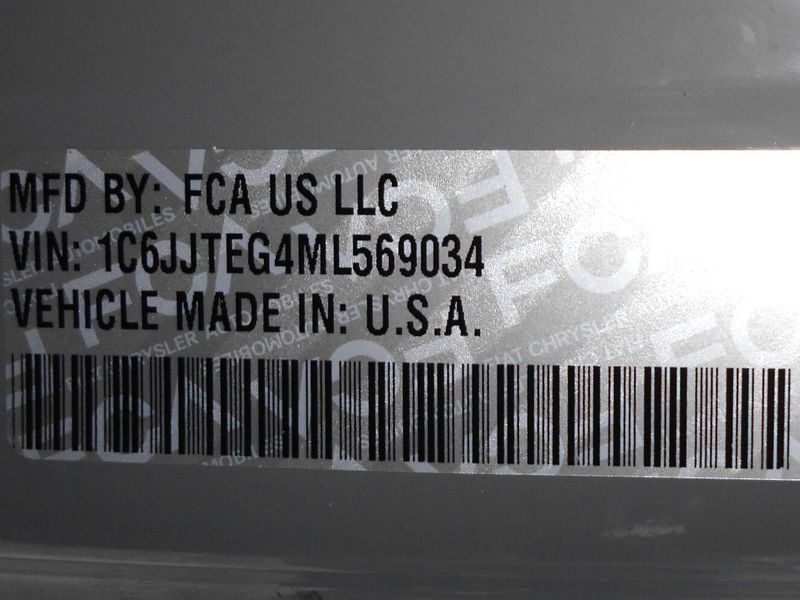 MFD BY: FCA US LLC
VIN: 1C6JJTEG4ML569034
VEHICLE MADE IN: U.S.A.